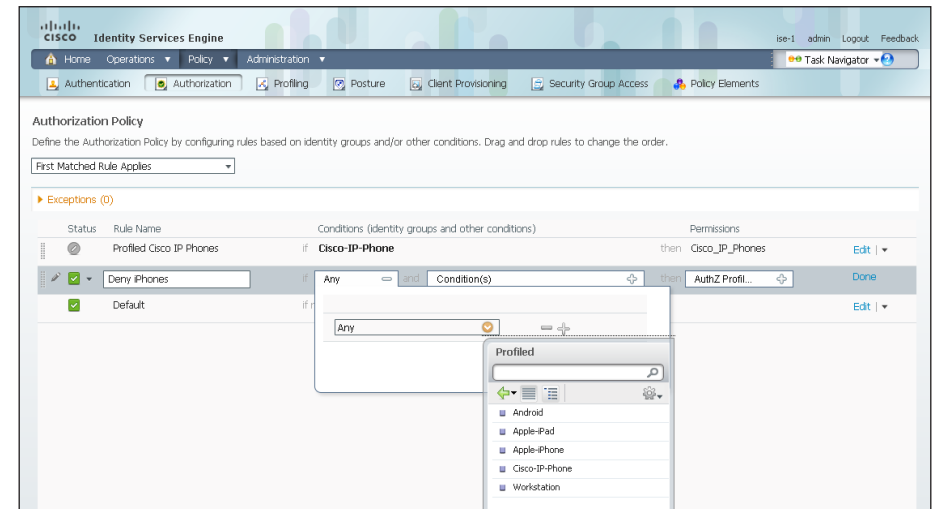 CISCO Identity Services Engine
ise-1 admin Logout Feedback
Home Operations Policy Administration
Task Navigator
Authentication Authorization Profiling Posture Client Provisioning Security Group Access Policy Elements
Authorization Policy
Define the Authorization Policy by configuring rules based on identity groups and/or other conditions. Drag and drop rules to change the order.
First Matched Rule Applies
Exceptions (0)
Status Rule Name Conditions (identity groups and other conditions) Permissions
Profiled Cisco IP Phones if Cisco-IP-Phone then Cisco_IP_Phones Edit |
Deny iPhones if Any and Condition(s) then AuthZ Profil... Done
Default Edit |
Any
Profiled
Android
Apple-iPad
Apple-iPhone
Cisco-IP-Phone
Workstation